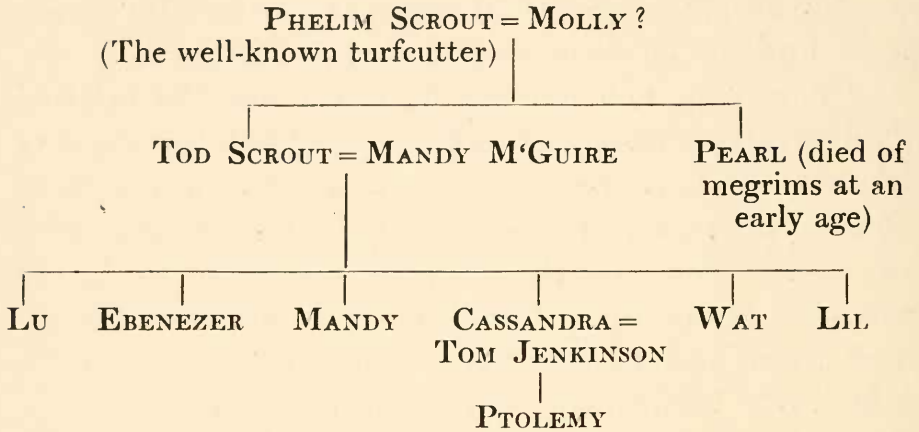 PHELIM SCROUT = MOLLY ?
(The well-known turfcutter)
TOD SCROUT = MANDY M‘GUIRE PEARL (died of
megrims at an
early age)
LU EBENEZER MANDY CASSANDRA = WAT LIL
TOM JENKINSON
PTOLEMY